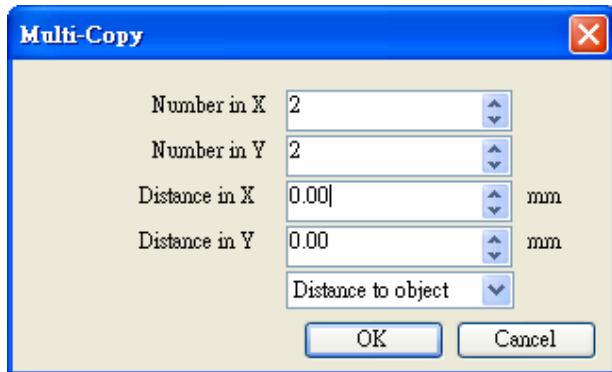 Multi-Copy
Number in X 2
Number in Y 2
Distance in X 0.00 mm
Distance in Y 0.00 mm
Distance to object
OK Cancel